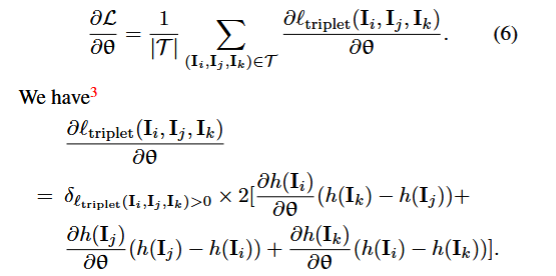 ∂ℒ/∂θ = 1/|𝒯| ∑_{(I_i,I_j,I_k)∈𝒯} ∂ℓ_triplet(I_i, I_j, I_k)/∂θ. (6)
We have³
∂ℓ_triplet(I_i, I_j, I_k)/∂θ
= δ_{ℓ_triplet(I_i,I_j,I_k)>0} × 2[∂h(I_i)/∂θ (h(I_k) − h(I_j))+
∂h(I_j)/∂θ (h(I_j) − h(I_i)) + ∂h(I_k)/∂θ (h(I_i) − h(I_k))].